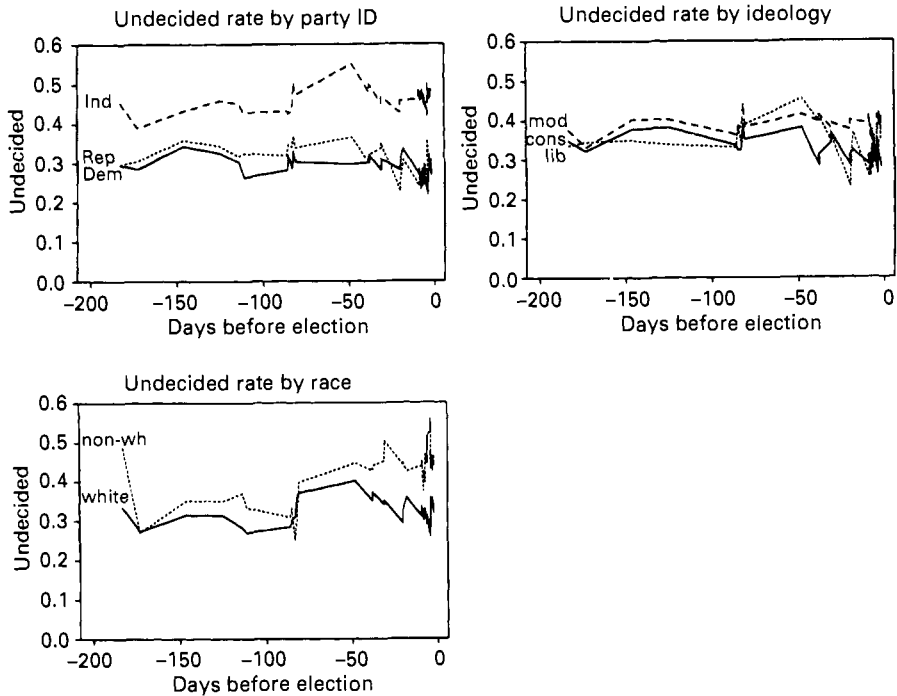 Undecided rate by party ID
0.6
0.5
0.4
0.3
0.2
0.1
0.0
Undecided
Ind
Rep
Dem
−200
−150
−100
−50
0
Days before election
Undecided rate by ideology
0.6
0.5
0.4
0.3
0.2
0.1
0.0
Undecided
mod
cons
lib
−200
−150
−100
−50
0
Days before election
Undecided rate by race
0.6
0.5
0.4
0.3
0.2
0.1
0.0
Undecided
non-wh
white
−200
−150
−100
−50
0
Days before election